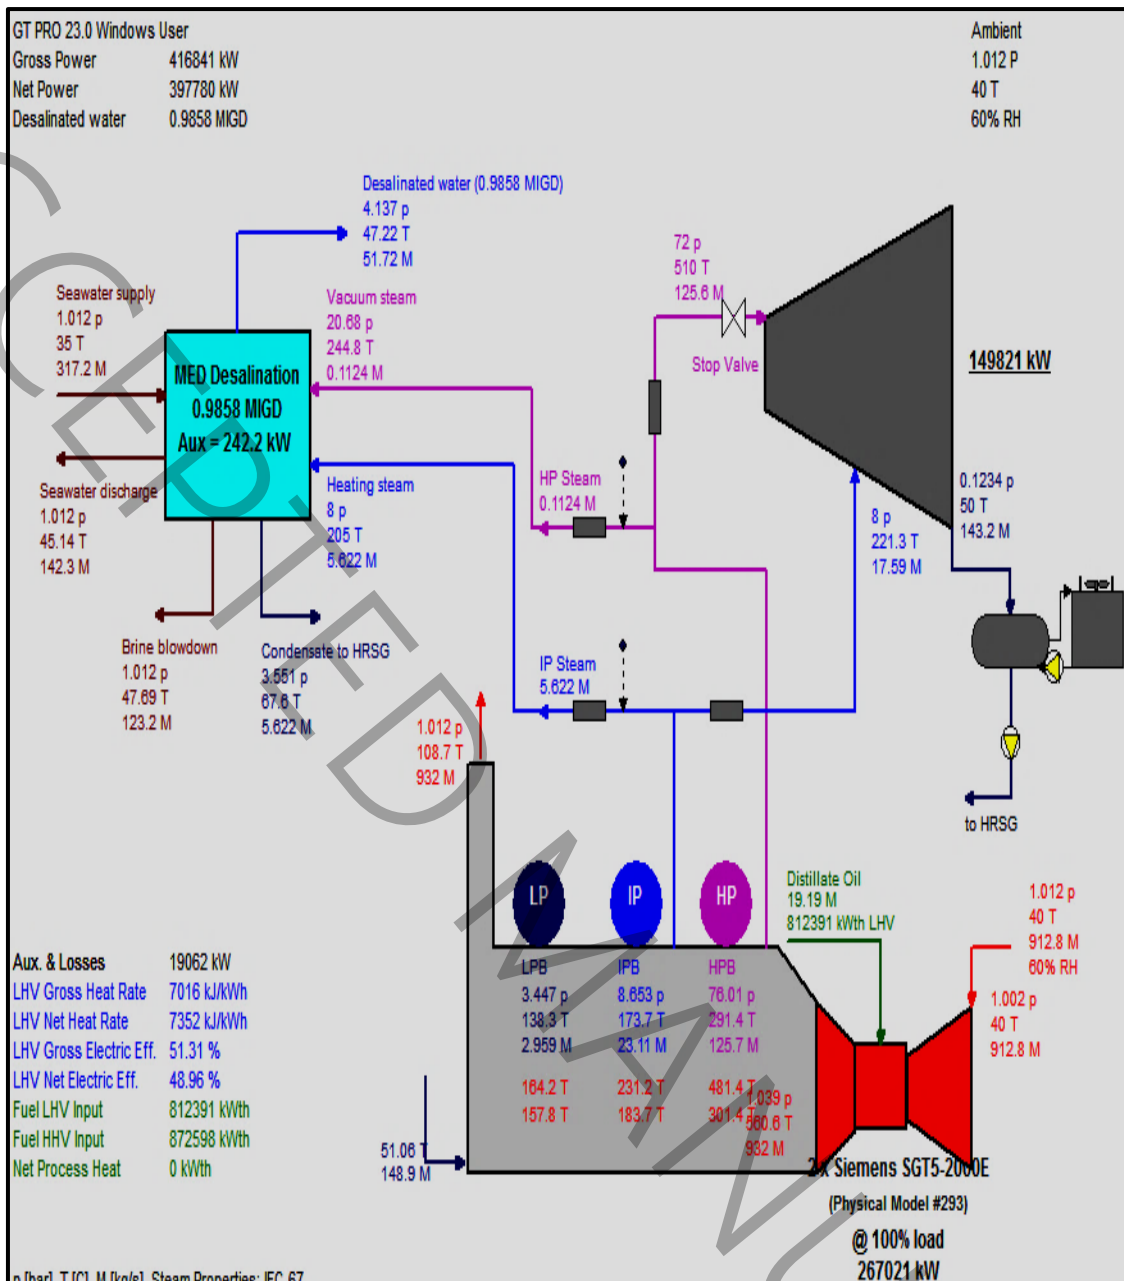 GT PRO 23.0 Windows User
Gross Power 416841 kW
Net Power 397780 kW
Desalinated water 0.9858 MIGD
Ambient
1.012 P
40 T
60% RH
Desalinated water (0.9858 MIGD)
4.137 p
47.22 T
51.72 M
72 p
510 T
125.6 M
Seawater supply
1.012 p
35 T
317.2 M
Vacuum steam
20.68 p
244.8 T
0.1124 M
Stop Valve
149821 kW
MED Desalination
0.9858 MIGD
Aux = 242.2 kW
Seawater discharge
1.012 p
45.14 T
142.3 M
Heating steam
8 p
205 T
5.622 M
HP Steam
0.1124 M
8 p
221.3 T
17.59 M
0.1234 p
50 T
143.2 M
Brine blowdown
1.012 p
47.69 T
123.2 M
Condensate to HRSG
3.551 p
67.6 T
5.622 M
IP Steam
5.622 M
1.012 p
108.7 T
932 M
to HRSG
LP
IP
HP
Distillate Oil
19.19 M
812391 kWth LHV
1.012 p
40 T
912.8 M
60% RH
LPB
3.447 p
138.3 T
2.959 M
IPB
8.653 p
173.7 T
23.11 M
HPB
76.01 p
291.4 T
125.7 M
1.002 p
40 T
912.8 M
164.2 T
157.8 T
231.2 T
183.7 T
481.4 T
301.4 T
1.039 p
560.6 T
932 M
51.06 T
148.9 M
Aux. & Losses 19062 kW
LHV Gross Heat Rate 7016 kJ/kWh
LHV Net Heat Rate 7352 kJ/kWh
LHV Gross Electric Eff. 51.31 %
LHV Net Electric Eff. 48.96 %
Fuel LHV Input 812391 kWth
Fuel HHV Input 872598 kWth
Net Process Heat 0 kWth
2 x Siemens SGT5-2000E
(Physical Model #293)
@ 100% load
267021 kW
p [bar], T [C], M [kg/s], Steam Properties: IFC-67
CEPTED MANU